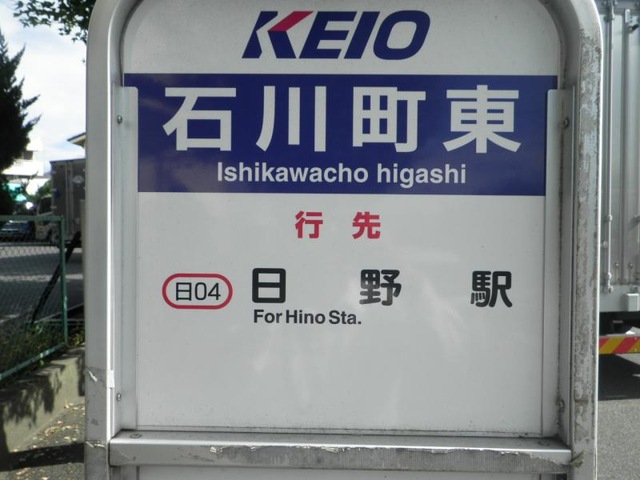 KEIO
石川町東
Ishikawacho higashi
行先
日04 日野駅
For Hino Sta.